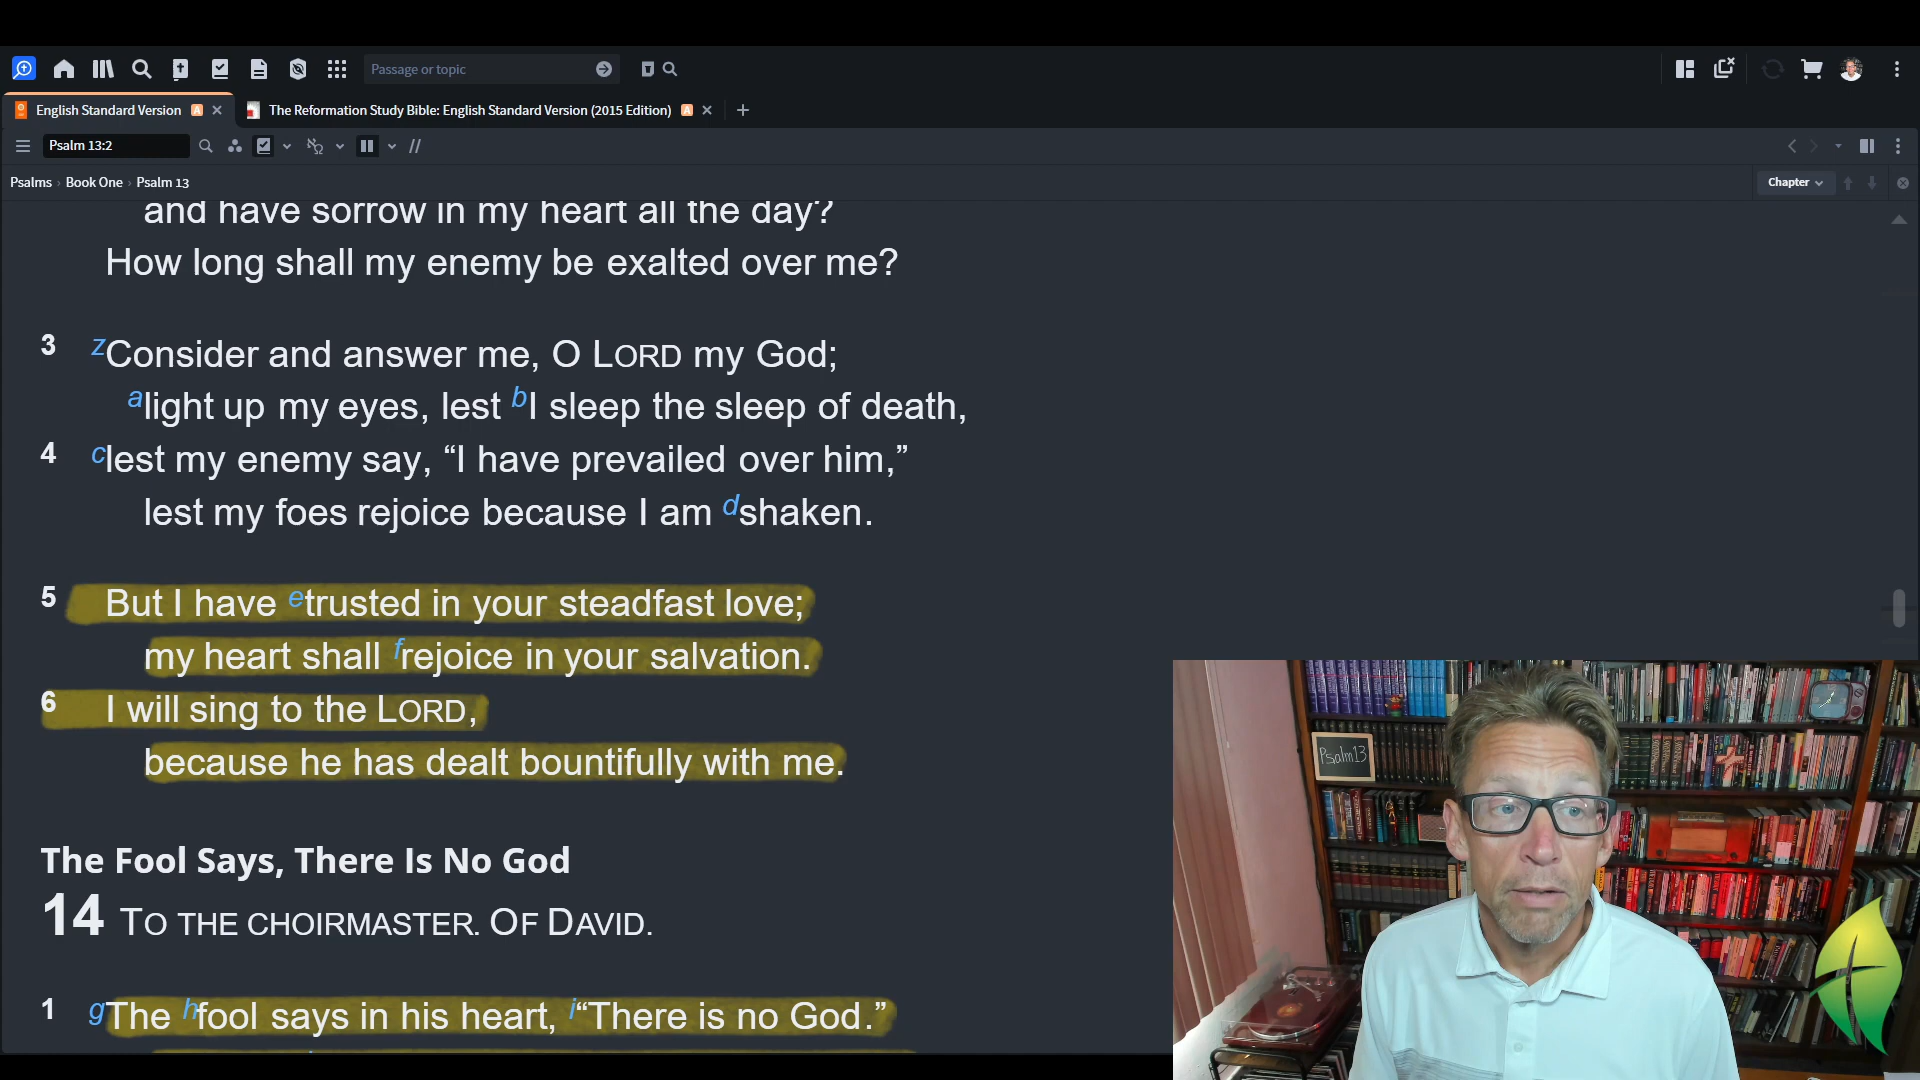 Passage or topic
English Standard Version A
The Reformation Study Bible: English Standard Version (2015 Edition) A
Psalm 13:2
Psalms › Book One › Psalm 13
Chapter
and have sorrow in my heart all the day?
How long shall my enemy be exalted over me?
3 zConsider and answer me, O LORD my God;
alight up my eyes, lest bI sleep the sleep of death,
4 clest my enemy say, “I have prevailed over him,”
lest my foes rejoice because I am dshaken.
5 But I have etrusted in your steadfast love;
my heart shall frejoice in your salvation.
6 I will sing to the LORD,
because he has dealt bountifully with me.
The Fool Says, There Is No God
14 TO THE CHOIRMASTER. OF DAVID.
1 gThe hfool says in his heart, i“There is no God.”
Psalm13